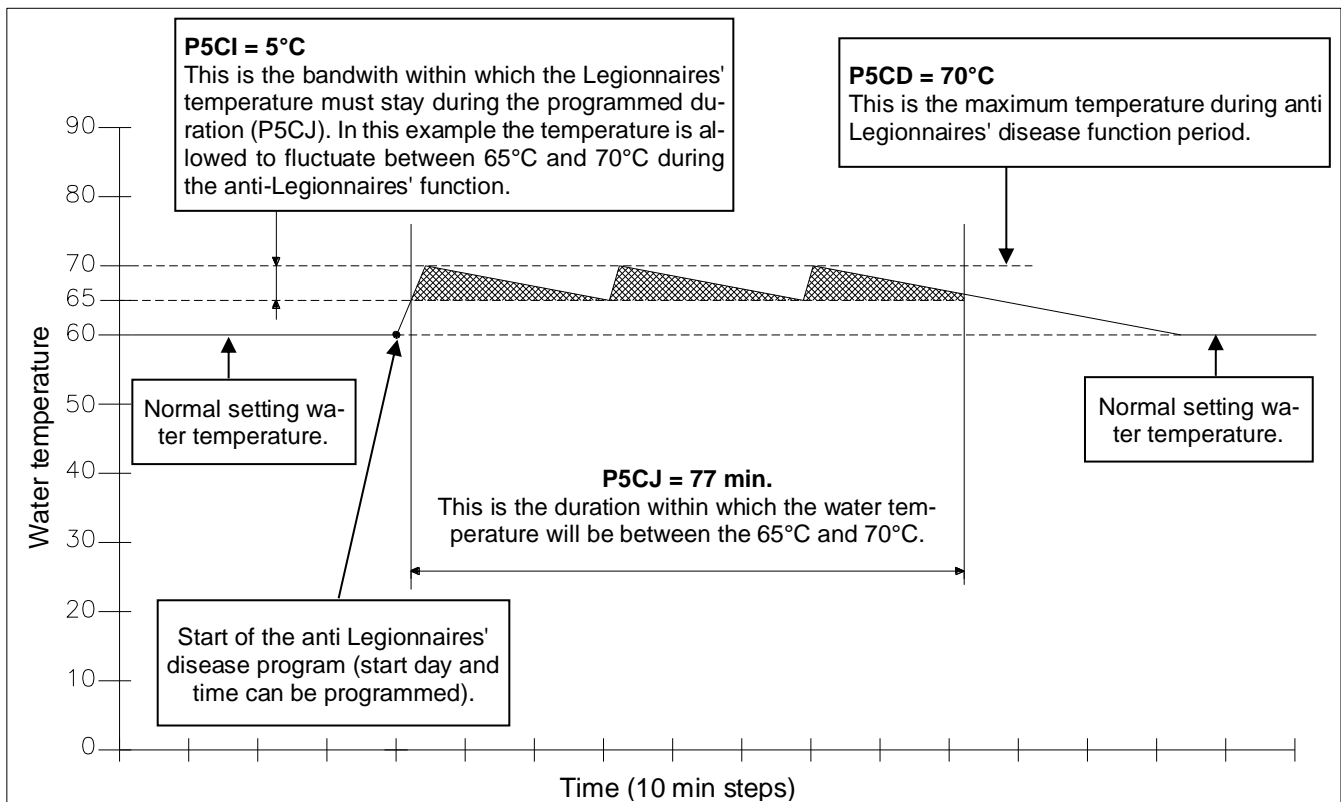 P5CI = 5°C
This is the bandwith within which the Legionnaires'
temperature must stay during the programmed du-
ration (P5CJ). In this example the temperature is al-
lowed to fluctuate between 65°C and 70°C during
the anti-Legionnaires' function.
P5CD = 70°C
This is the maximum temperature during anti
Legionnaires' disease function period.
90
80
70
65
60
50
40
30
20
10
0
Water temperature
Normal setting wa-
ter temperature.
Normal setting wa-
ter temperature.
P5CJ = 77 min.
This is the duration within which the water tem-
perature will be between the 65°C and 70°C.
Start of the anti Legionnaires'
disease program (start day and
time can be programmed).
Time (10 min steps)